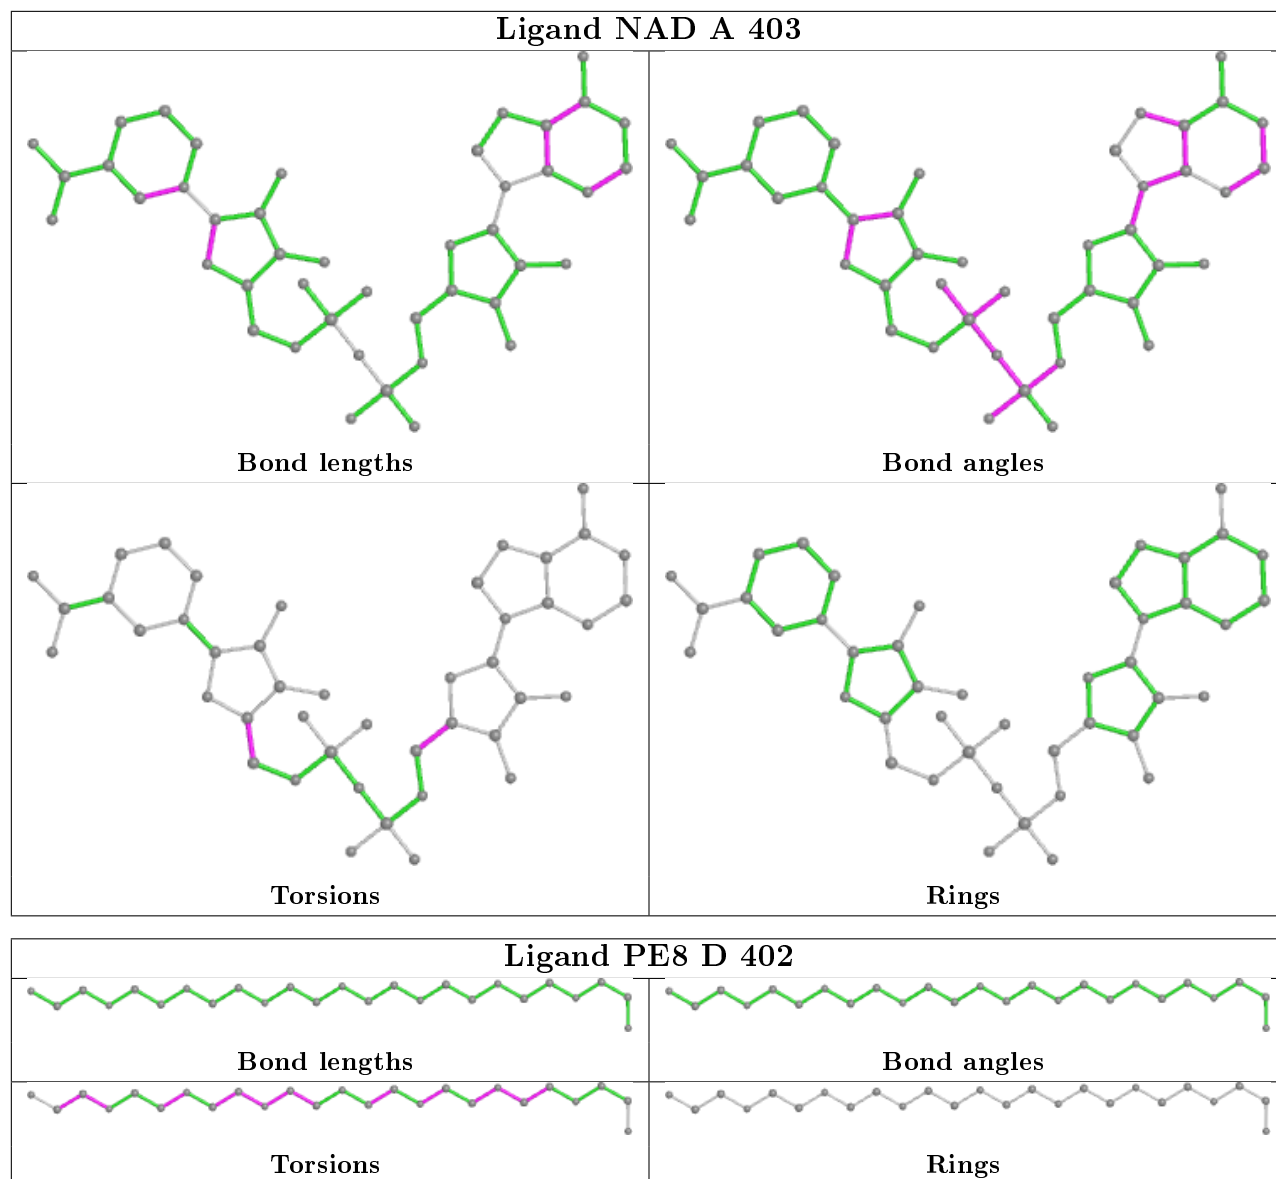 Ligand NAD A 403
Bond lengths
Bond angles
Torsions
Rings
Ligand PE8 D 402
Bond lengths
Bond angles
Torsions
Rings